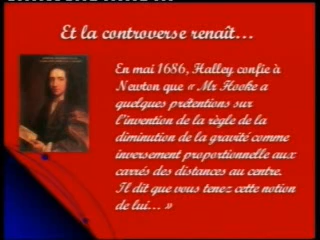 Et la controverse renaît...
En mai 1686, Halley confie à
Newton que « Mr Hooke a
quelques prétentions sur
l'invention de la règle de la
diminution de la gravité comme
inversement proportionnelle aux
carrés des distances au centre.
Il dit que vous tenez cette notion
de lui... »